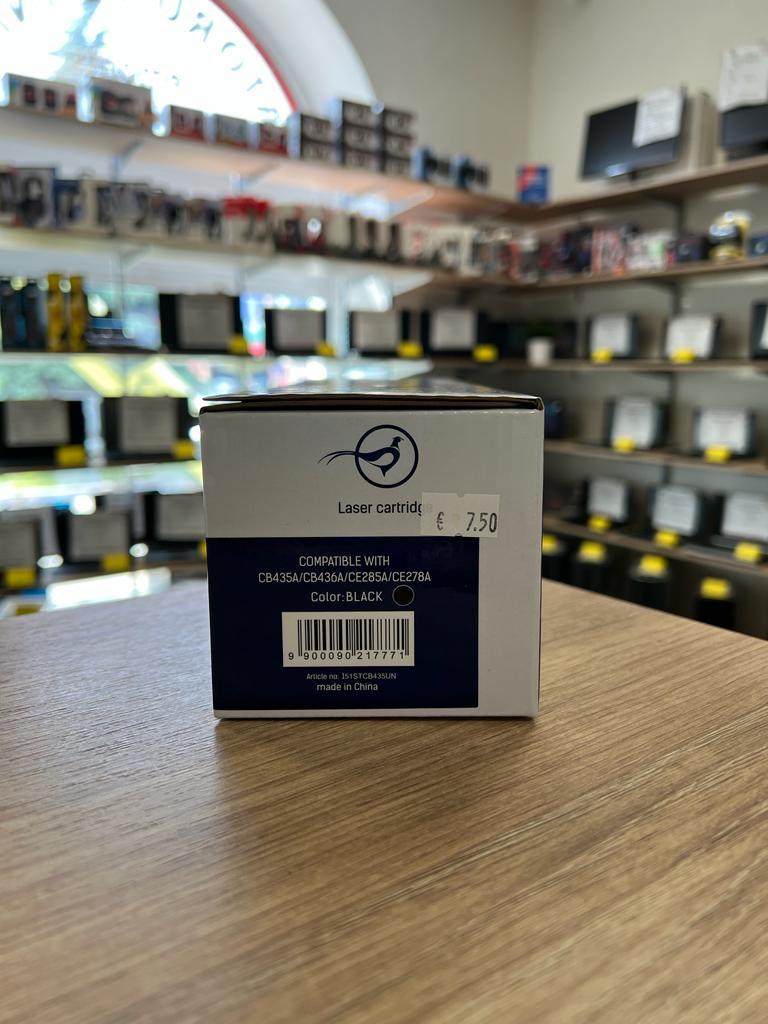 Laser cartridg
€ 7.50
COMPATIBLE WITH
CB435A/CB436A/CE285A/CE278A
Color:BLACK
9 900090 217771
Article no: 151STCB435UN
made in China